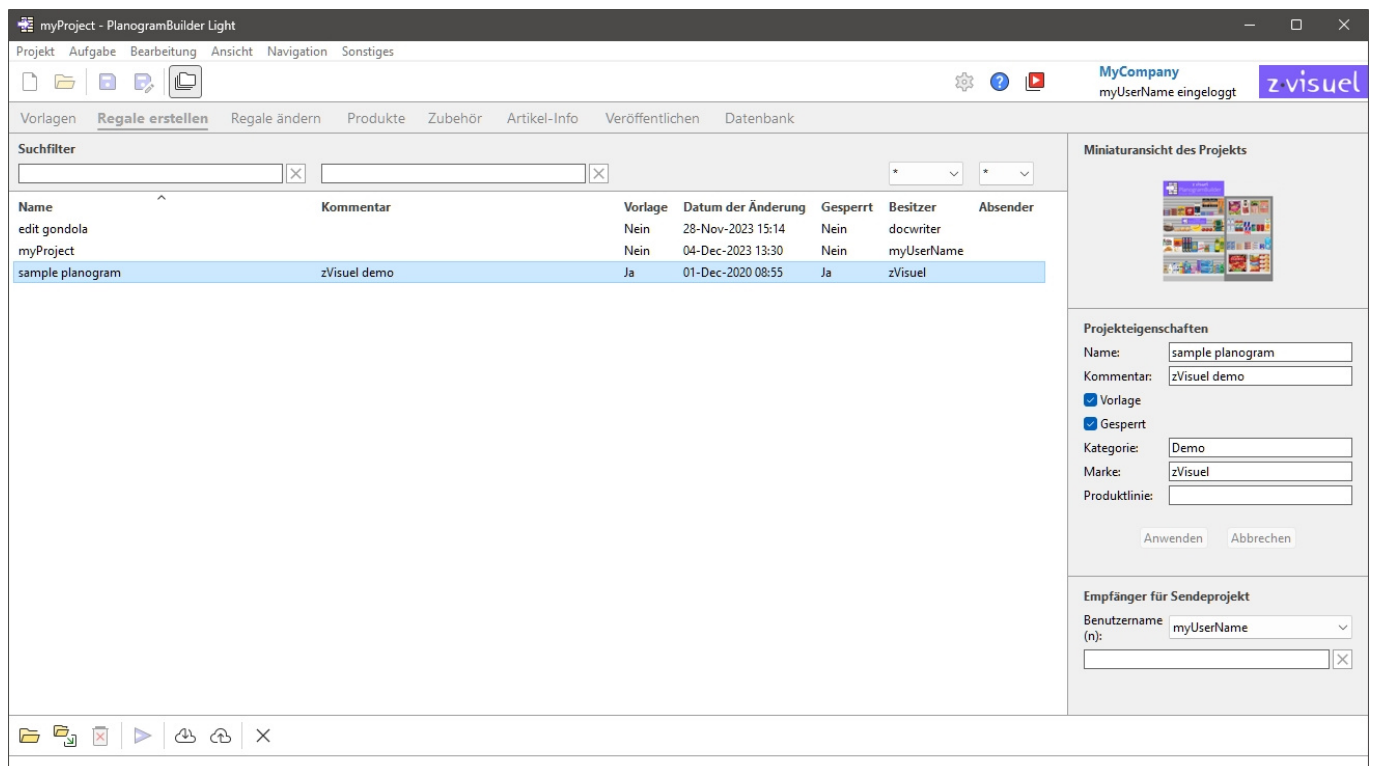 myProject - PlanogramBuilder Light
Projekt Aufgabe Bearbeitung Ansicht Navigation Sonstiges
MyCompany
myUserName eingeloggt
z·visuel
Vorlagen Regale erstellen Regale ändern Produkte Zubehör Artikel-Info Veröffentlichen Datenbank
Suchfilter
* *
Name Kommentar Vorlage Datum der Änderung Gesperrt Besitzer Absender
edit gondola Nein 28-Nov-2023 15:14 Nein docwriter
myProject Nein 04-Dec-2023 13:30 Nein myUserName
sample planogram zVisuel demo Ja 01-Dec-2020 08:55 Ja zVisuel
Miniaturansicht des Projekts
Projekteigenschaften
Name: sample planogram
Kommentar: zVisuel demo
Vorlage
Gesperrt
Kategorie: Demo
Marke: zVisuel
Produktlinie:
Anwenden Abbrechen
Empfänger für Sendeprojekt
Benutzername
(n): myUserName